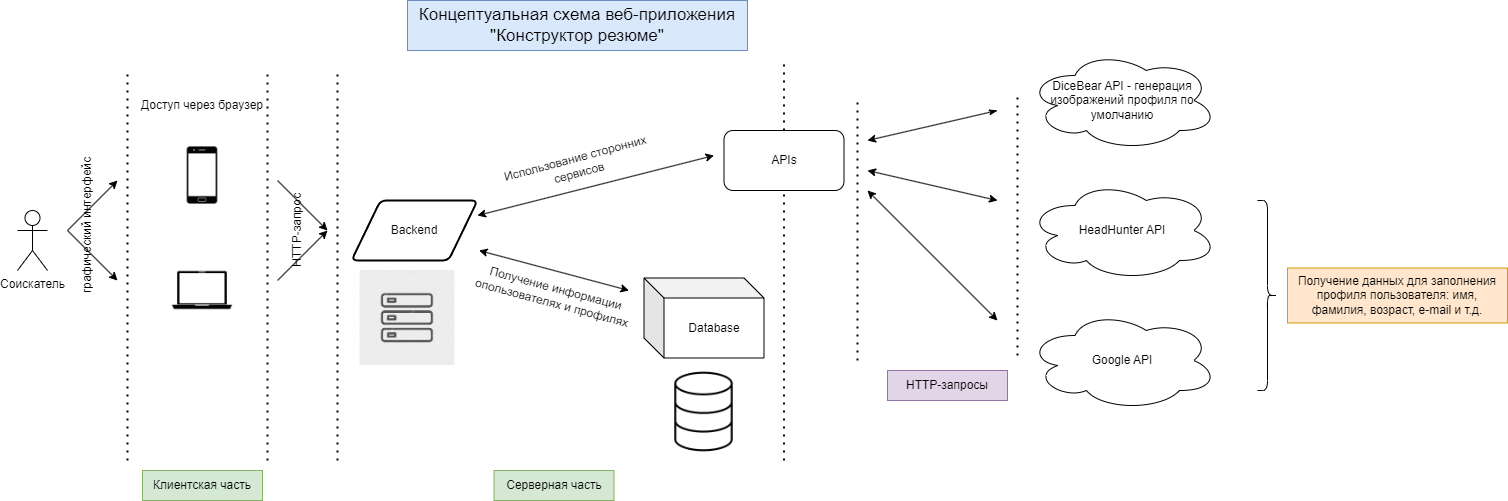 Концептуальная схема веб-приложения
"Конструктор резюме"
Доступ через браузер
Соискатель
графический интерфейс
HTTP-запрос
Backend
Использование сторонних
сервисов
Получение информации
опользователях и профилях
APIs
Database
DiceBear API - генерация
изображений профиля по
умолчанию
HeadHunter API
Google API
HTTP-запросы
Получение данных для заполнения
профиля пользователя: имя,
фамилия, возраст, e-mail и т.д.
Клиентская часть
Серверная часть